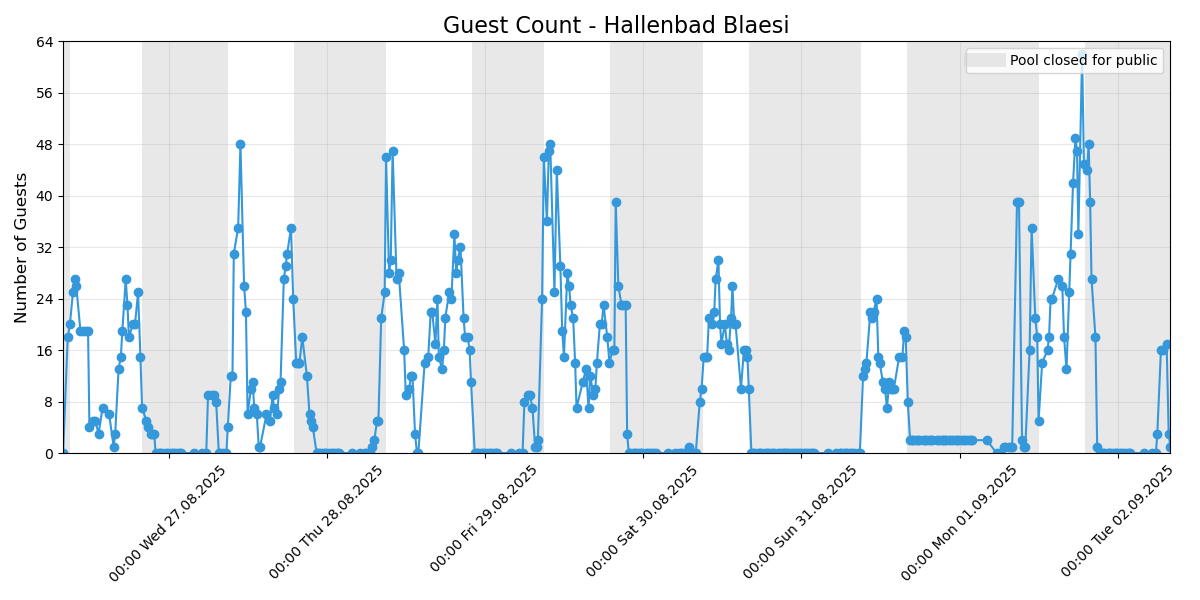 Guest Count - Hallenbad Blaesi
Pool closed for public
Number of Guests
64
56
48
40
32
24
16
8
0
00:00 Wed 27.08.2025
00:00 Thu 28.08.2025
00:00 Fri 29.08.2025
00:00 Sat 30.08.2025
00:00 Sun 31.08.2025
00:00 Mon 01.09.2025
00:00 Tue 02.09.2025